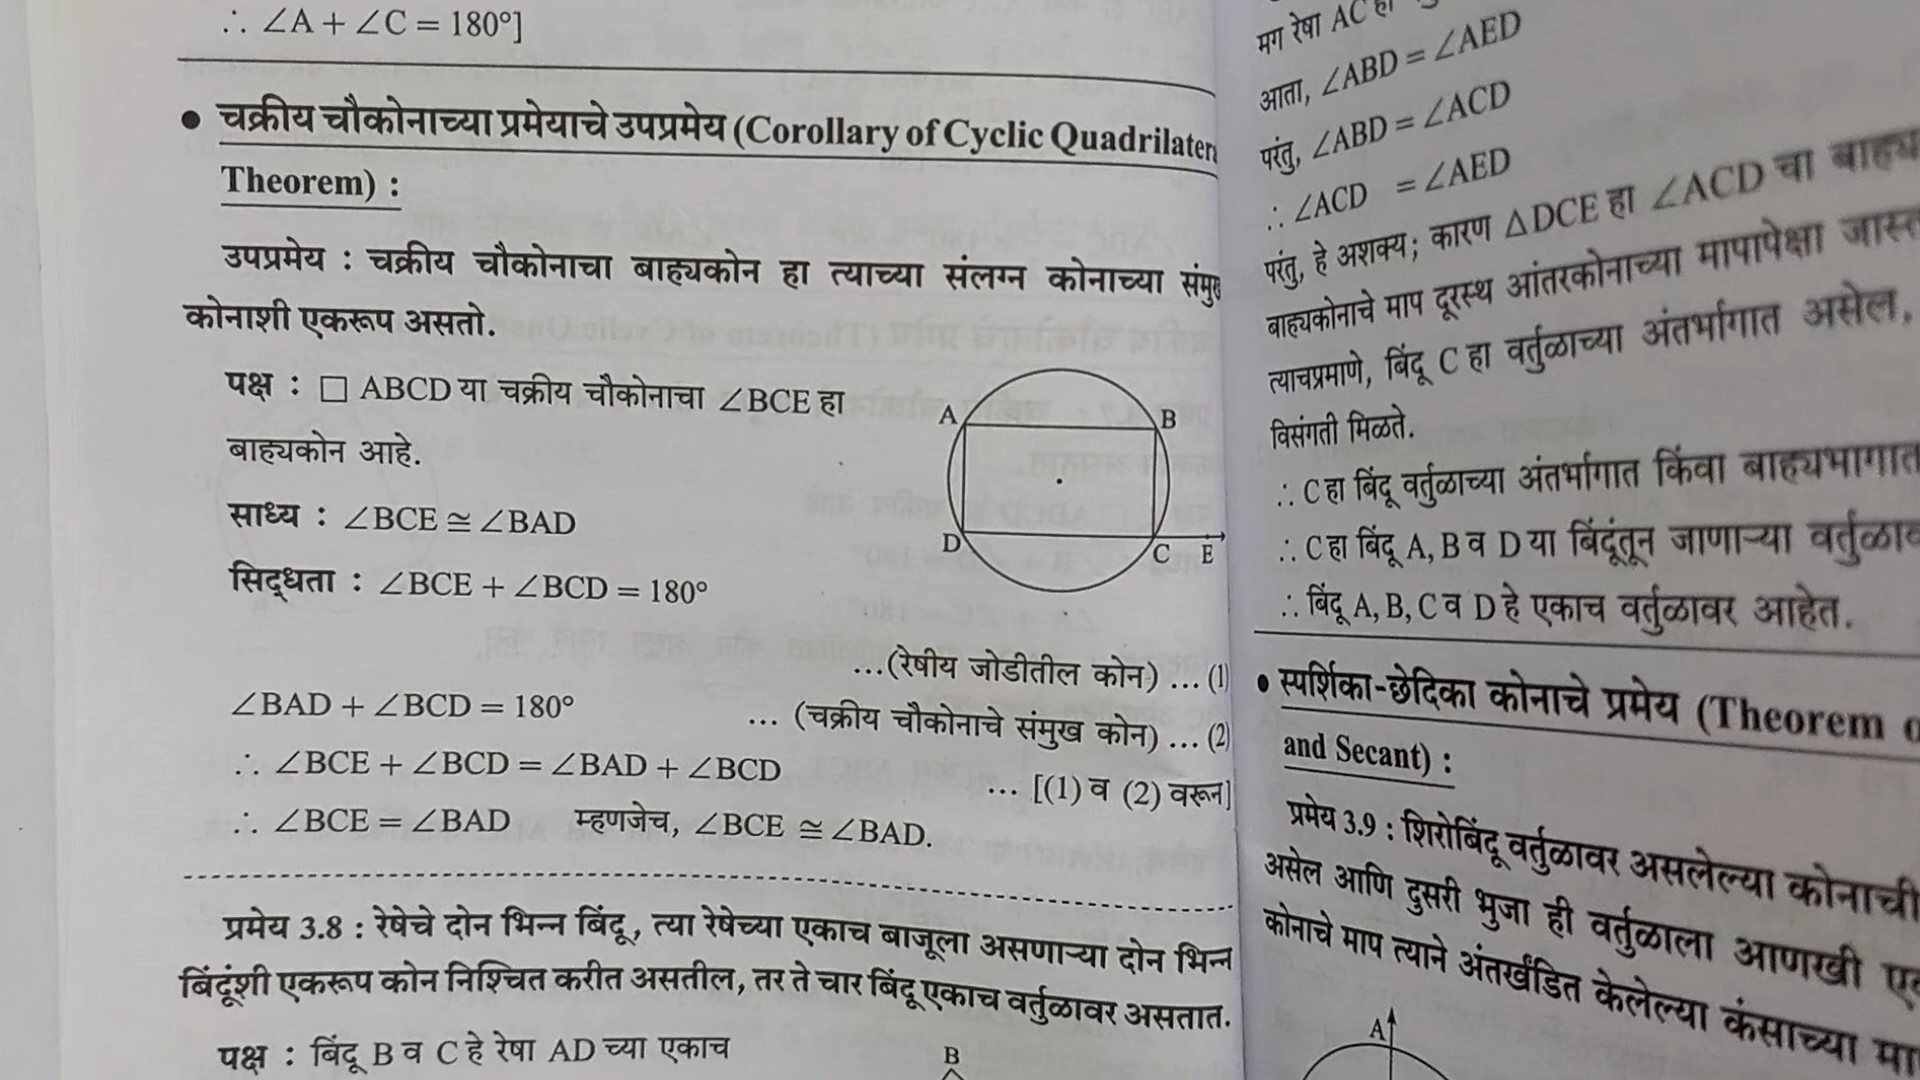 ∴ ∠A + ∠C = 180°]
● चक्रीय चौकोनाच्या प्रमेयाचे उपप्रमेय (Corollary of Cyclic Quadrilater
Theorem) :
उपप्रमेय : चक्रीय चौकोनाचा बाह्यकोन हा त्याच्या संलग्न कोनाच्या संमुख
कोनाशी एकरूप असतो.
पक्ष : □ ABCD या चक्रीय चौकोनाचा ∠BCE हा
बाह्यकोन आहे.
साध्य : ∠BCE ≅ ∠BAD
सिद्धता : ∠BCE + ∠BCD = 180°
A B
D C E
...(रेषीय जोडीतील कोन) ... (1)
∠BAD + ∠BCD = 180° ... (चक्रीय चौकोनाचे संमुख कोन) ... (2)
∴ ∠BCE + ∠BCD = ∠BAD + ∠BCD ... [(1) व (2) वरून]
∴ ∠BCE = ∠BAD म्हणजेच, ∠BCE ≅ ∠BAD.
प्रमेय 3.8 : रेषेचे दोन भिन्न बिंदू, त्या रेषेच्या एकाच बाजूला असणाऱ्या दोन भिन्न
बिंदूंशी एकरूप कोन निश्चित करीत असतील, तर ते चार बिंदू एकाच वर्तुळावर असतात.
पक्ष : बिंदू B व C हे रेषा AD च्या एकाच
B
मग रेषा AC हा
आता, ∠ABD = ∠AED
परंतु, ∠ABD = ∠ACD
∴ ∠ACD = ∠AED
परंतु, हे अशक्य; कारण △DCE हा ∠ACD चा बाह्य
बाह्यकोनाचे माप दूरस्थ आंतरकोनाच्या मापापेक्षा जास्त
त्याचप्रमाणे, बिंदू C हा वर्तुळाच्या अंतर्भागात असेल,
विसंगती मिळते.
∴ C हा बिंदू वर्तुळाच्या अंतर्भागात किंवा बाह्यभागात
∴ C हा बिंदू A, B व D या बिंदूंतून जाणाऱ्या वर्तुळाव
∴ बिंदू A, B, C व D हे एकाच वर्तुळावर आहेत.
● स्पर्शिका-छेदिका कोनाचे प्रमेय (Theorem o
and Secant) :
प्रमेय 3.9 : शिरोबिंदू वर्तुळावर असलेल्या कोनाची
असेल आणि दुसरी भुजा ही वर्तुळाला आणखी ए
कोनाचे माप त्याने अंतर्खंडित केलेल्या कंसाच्या मा
A